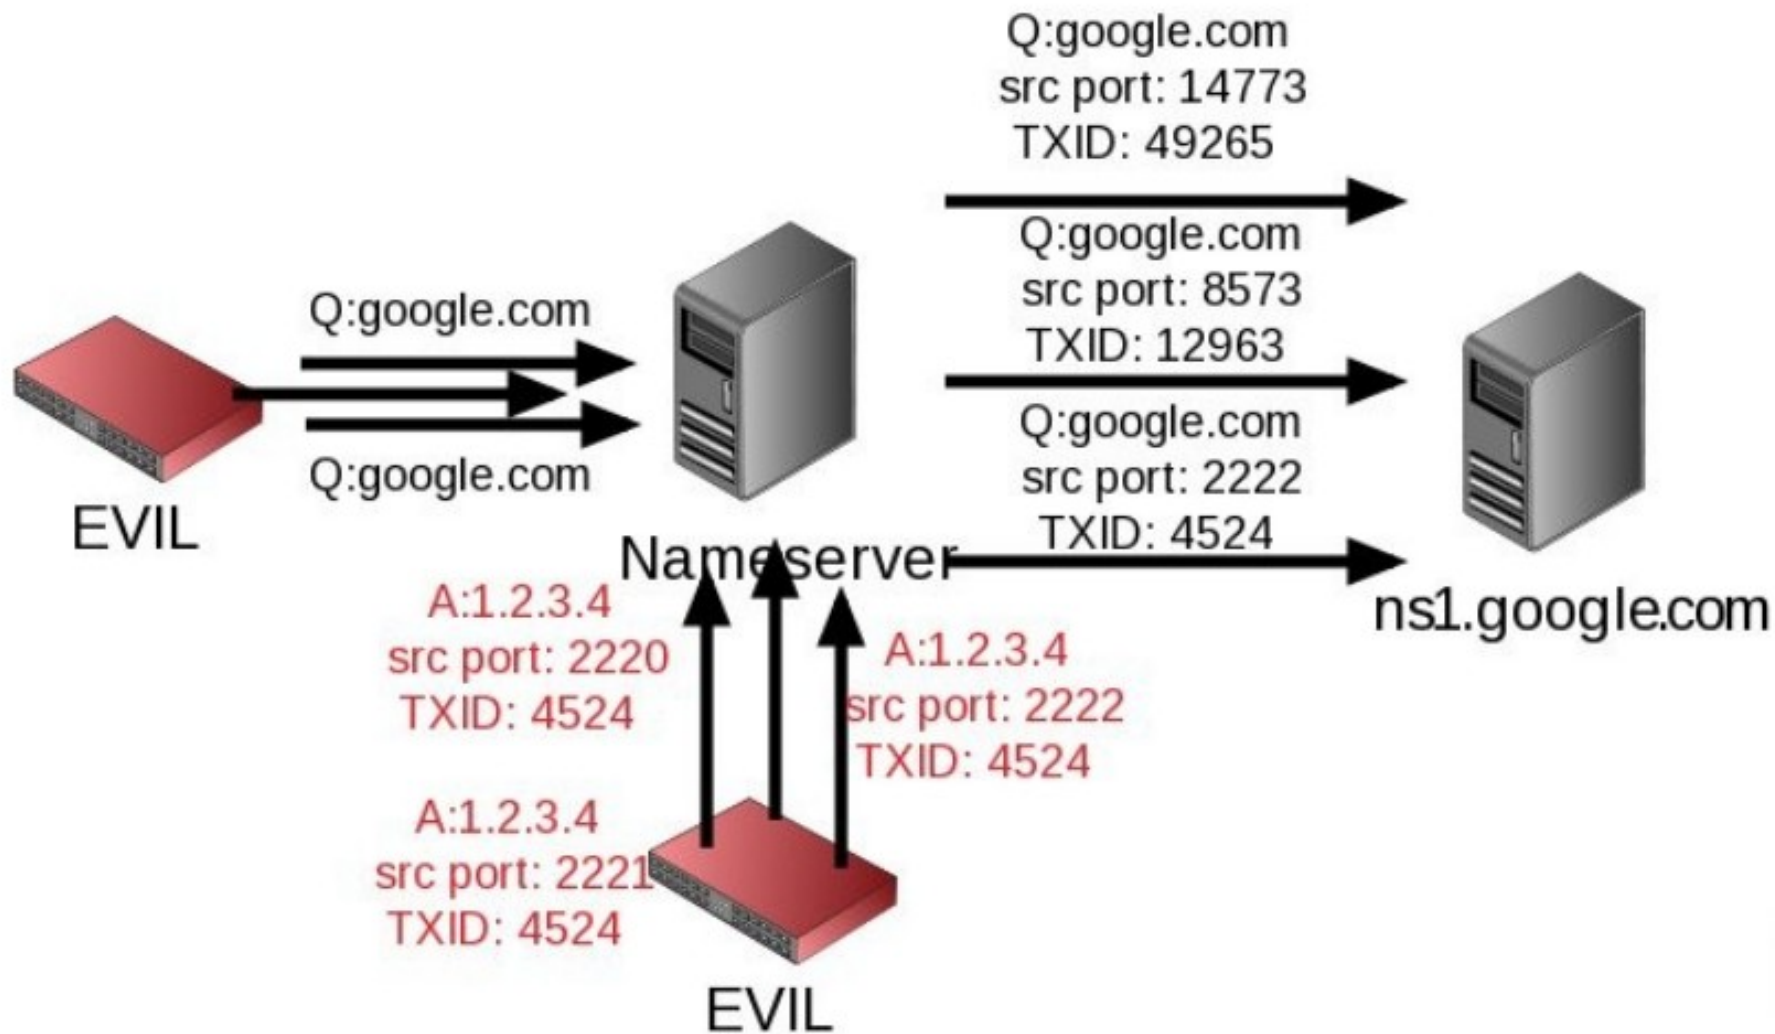 Q:google.com
src port: 14773
TXID: 49265
Q:google.com
src port: 8573
TXID: 12963
Q:google.com
src port: 2222
TXID: 4524
Q:google.com
Q:google.com
EVIL
Nameserver
ns1.google.com
A:1.2.3.4
src port: 2220
TXID: 4524
A:1.2.3.4
src port: 2222
TXID: 4524
A:1.2.3.4
src port: 2221
TXID: 4524
EVIL